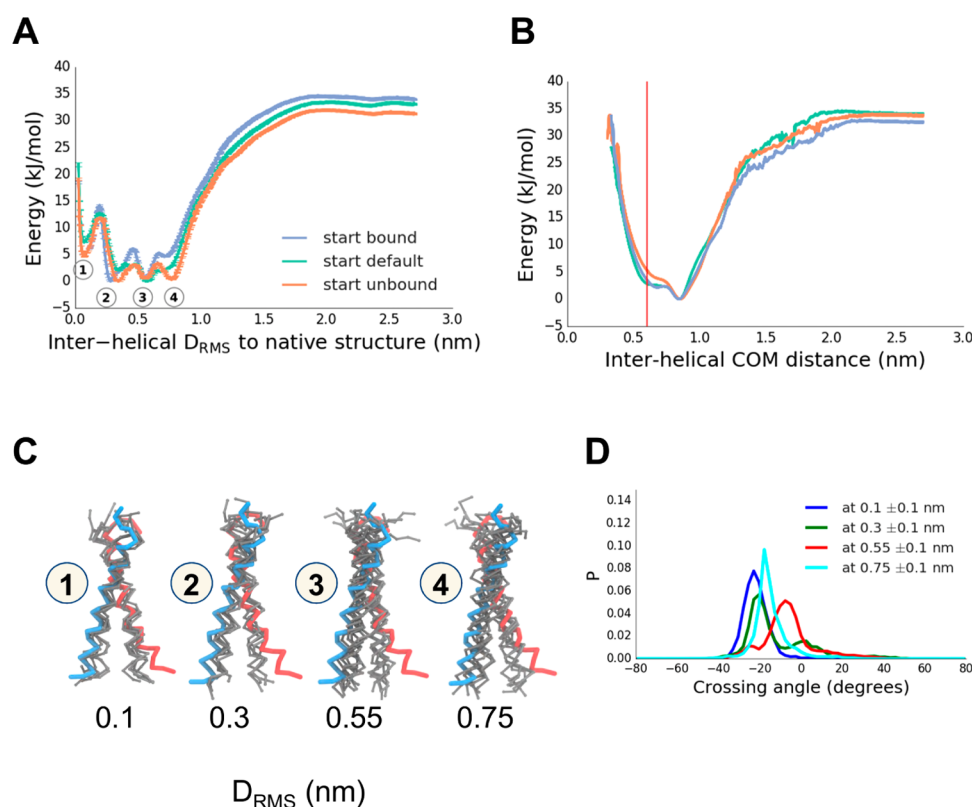 A
Energy (kJ/mol)
40
35
30
25
20
15
10
5
0
−5
1
2
3
4
start bound
start default
start unbound
0.0 0.5 1.0 1.5 2.0 2.5 3.0
Inter−helical DRMS to native structure (nm)
B
Energy (kJ/mol)
40
35
30
25
20
15
10
5
0
−5
0.0 0.5 1.0 1.5 2.0 2.5 3.0
Inter-helical COM distance (nm)
C
1 2 3 4
0.1 0.3 0.55 0.75
DRMS (nm)
D
P
0.14
0.12
0.10
0.08
0.06
0.04
0.02
0.00
at 0.1 ±0.1 nm
at 0.3 ±0.1 nm
at 0.55 ±0.1 nm
at 0.75 ±0.1 nm
−80 −60 −40 −20 0 20 40 60 80
Crossing angle (degrees)